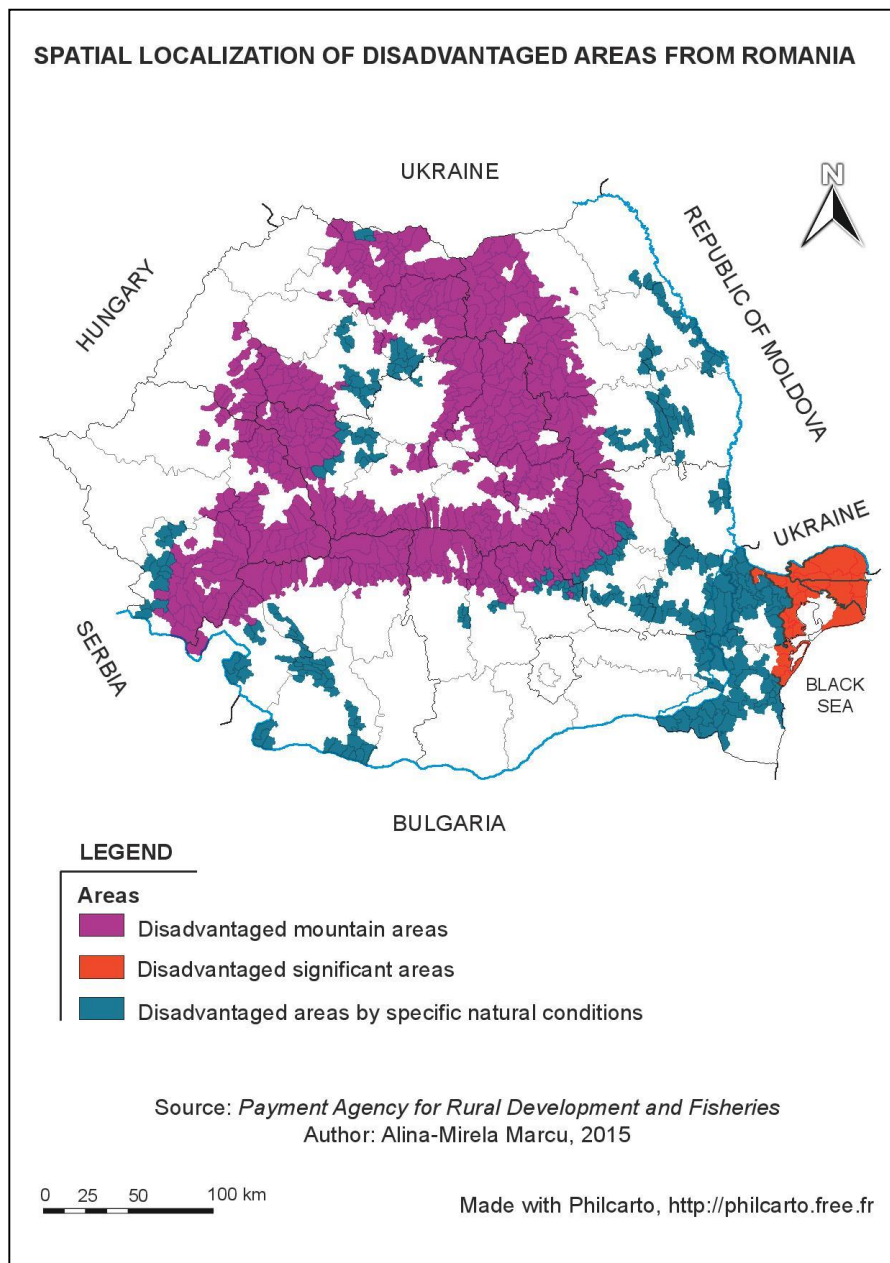 SPATIAL LOCALIZATION OF DISADVANTAGED AREAS FROM ROMANIA
UKRAINE
N
HUNGARY
REPUBLIC OF MOLDOVA
UKRAINE
SERBIA
BLACK
SEA
BULGARIA
LEGEND
Areas
Disadvantaged mountain areas
Disadvantaged significant areas
Disadvantaged areas by specific natural conditions
Source: Payment Agency for Rural Development and Fisheries
Author: Alina-Mirela Marcu, 2015
0 25 50 100 km
Made with Philcarto, http://philcarto.free.fr